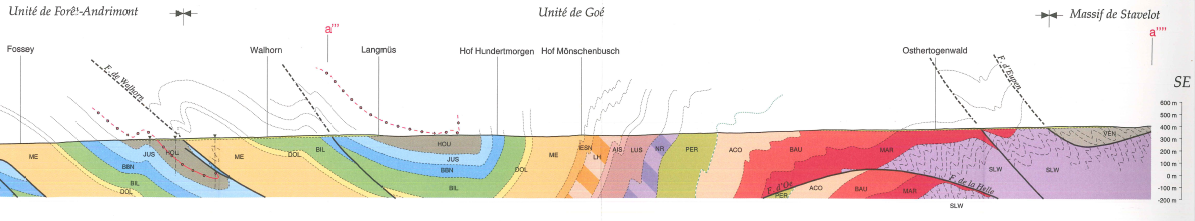 Unité de Forêt-Andrimont
Unité de Goé
Massif de Stavelot
a'''
a''''
Fossey
Walhorn
Langmüs
Hof Hundertmorgen
Hof Mönschenbusch
Osthertogenwald
F. de Walhorn
F. d'Eupen
SE
600 m
500 m
400 m
300 m
200 m
100 m
0 m
-100 m
-200 m
ME
DOL
BIL
BBN
JUS
HOU
ME
DOL
BIL
HOU
JUS
BBN
BIL
DOL
ME
ESN
LH
AIS
LUS
NR
PER
ACO
BAU
MAR
SLW
SLW
VEN
PER
ACO
BAU
MAR
SLW
F. de la Helle